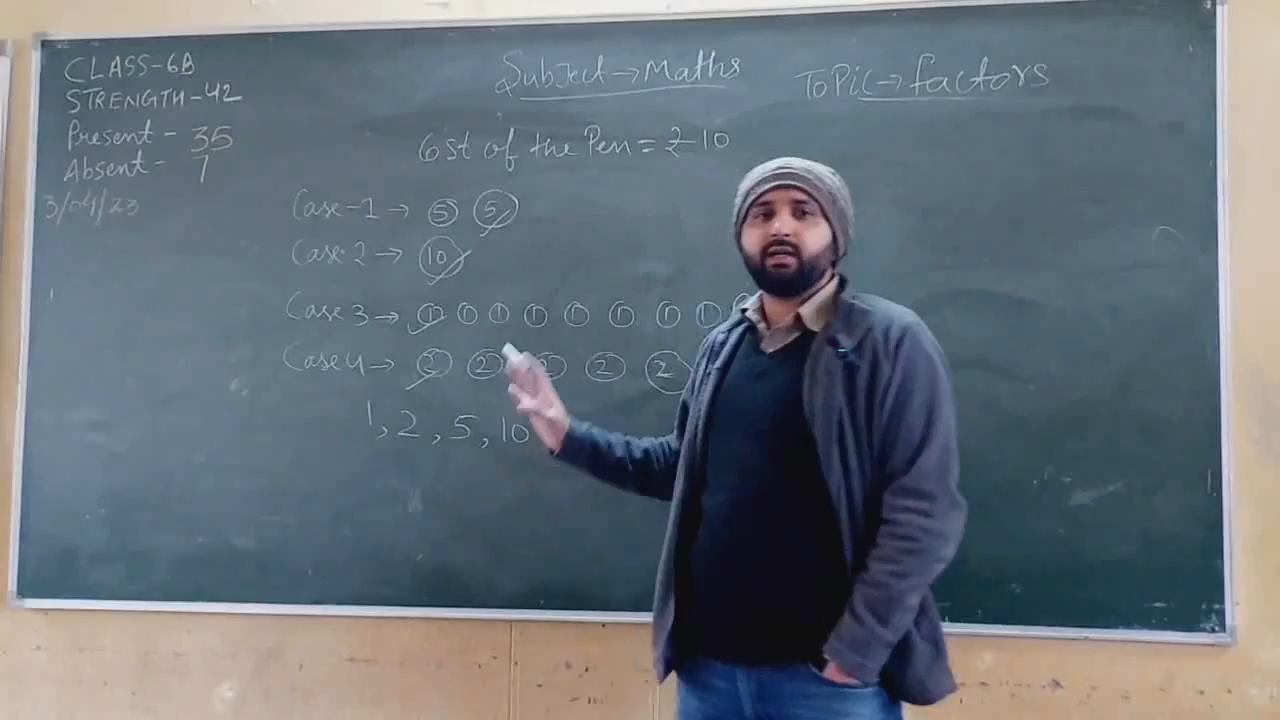 CLASS-6B
STRENGTH-42
Present - 35
Absent - 7
3/04/23
Subject → Maths
Topic → factors
Cost of the Pen = ₹ 10
Case-1 → 5 5
Case-2 → 10
Case 3 → 1 1 1 1 1 1 1 1
Case 4 → 2 2 2 2 2
1, 2, 5, 10